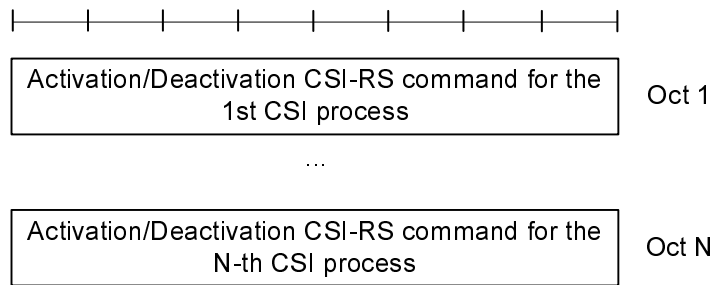 Activation/Deactivation CSI-RS command for the
1st CSI process
Oct 1
...
Activation/Deactivation CSI-RS command for the
N-th CSI process
Oct N